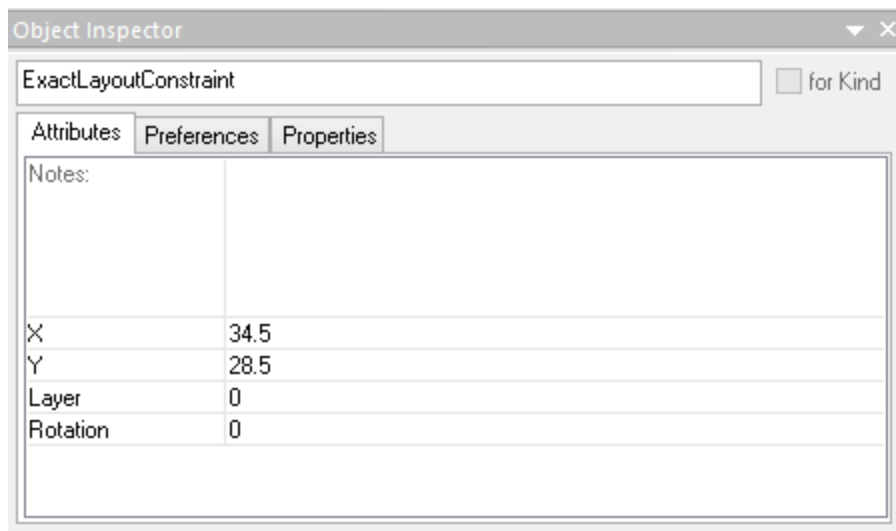 Object Inspector
ExactLayoutConstraint for Kind
Attributes Preferences Properties
Notes:
X 34.5
Y 28.5
Layer 0
Rotation 0